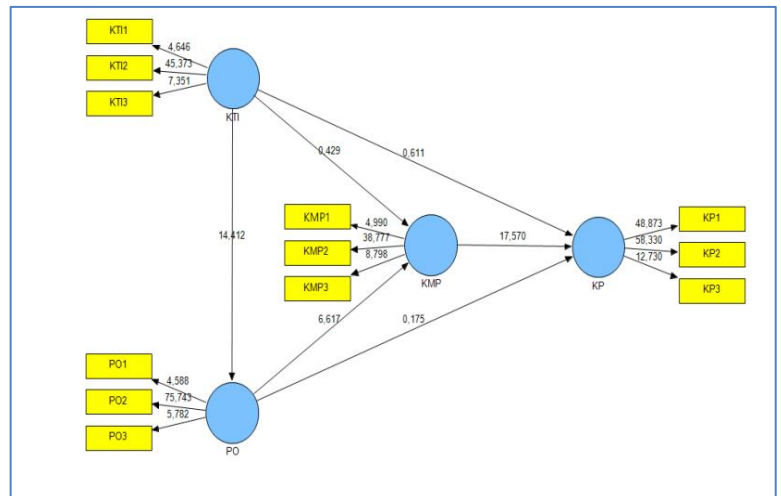 KTI1
4,646
KTI2
45,373
KTI3
7,351
KTI
0,429
0,611
14,412
KMP1
4,990
KMP2
38,777
KMP3
8,798
KMP
17,570
KP1
48,873
KP2
58,330
KP3
12,730
KP
6,617
0,175
PO1
4,588
PO2
75,743
PO3
5,782
PO